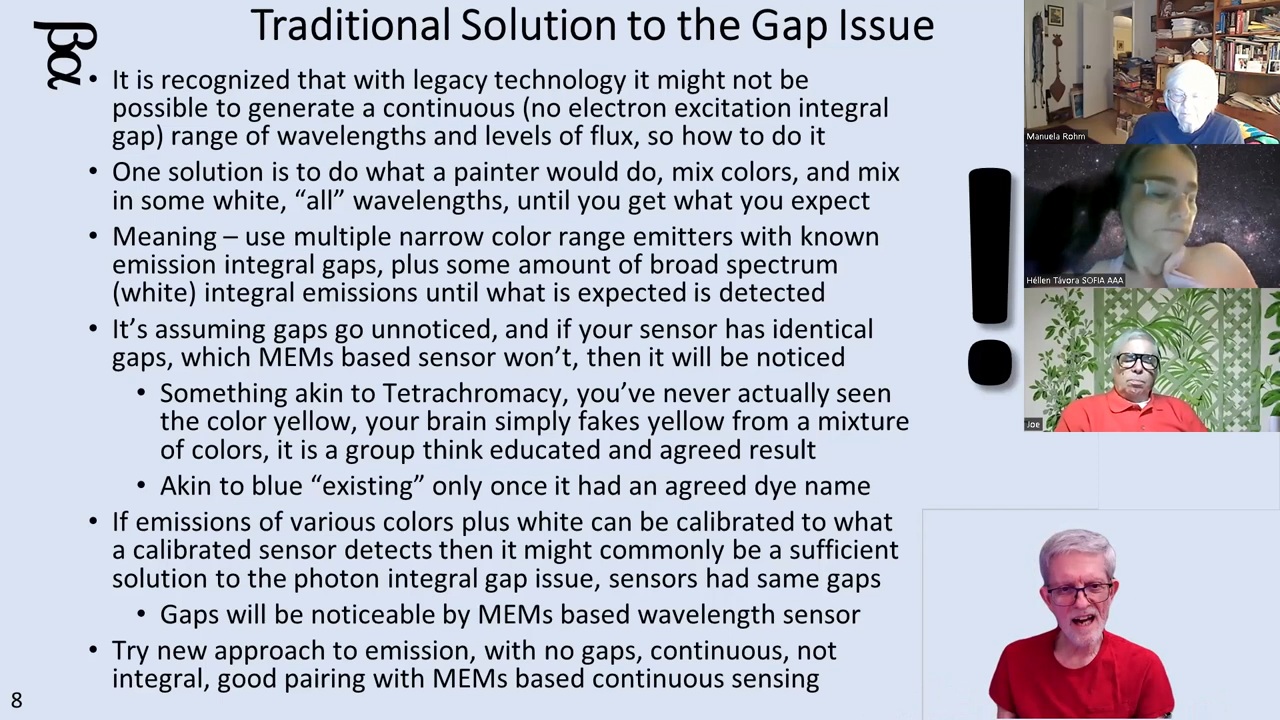 Traditional Solution to the Gap Issue
βα
• It is recognized that with legacy technology it might not be
possible to generate a continuous (no electron excitation integral
gap) range of wavelengths and levels of flux, so how to do it
• One solution is to do what a painter would do, mix colors, and mix
in some white, “all” wavelengths, until you get what you expect
• Meaning – use multiple narrow color range emitters with known
emission integral gaps, plus some amount of broad spectrum
(white) integral emissions until what is expected is detected
• It’s assuming gaps go unnoticed, and if your sensor has identical
gaps, which MEMs based sensor won’t, then it will be noticed
• Something akin to Tetrachromacy, you’ve never actually seen
the color yellow, your brain simply fakes yellow from a mixture
of colors, it is a group think educated and agreed result
• Akin to blue “existing” only once it had an agreed dye name
• If emissions of various colors plus white can be calibrated to what
a calibrated sensor detects then it might commonly be a sufficient
solution to the photon integral gap issue, sensors had same gaps
• Gaps will be noticeable by MEMs based wavelength sensor
• Try new approach to emission, with no gaps, continuous, not
integral, good pairing with MEMs based continuous sensing
8
!
Manuela Rohm
Héllen Távora SOFIA AAA
Joe